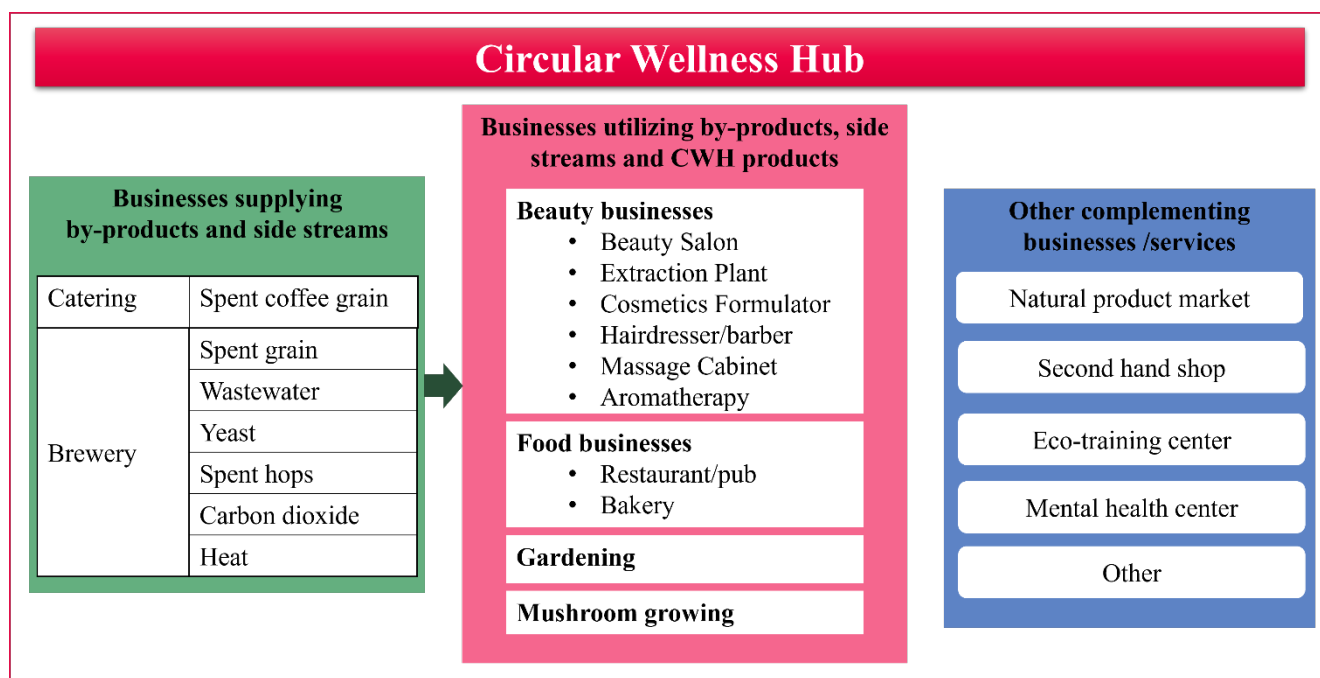 Circular Wellness Hub
Businesses supplying
by-products and side streams
Catering
Spent coffee grain
Brewery
Spent grain
Wastewater
Yeast
Spent hops
Carbon dioxide
Heat
Businesses utilizing by-products, side
streams and CWH products
Beauty businesses
• Beauty Salon
• Extraction Plant
• Cosmetics Formulator
• Hairdresser/barber
• Massage Cabinet
• Aromatherapy
Food businesses
• Restaurant/pub
• Bakery
Gardening
Mushroom growing
Other complementing
businesses /services
Natural product market
Second hand shop
Eco-training center
Mental health center
Other